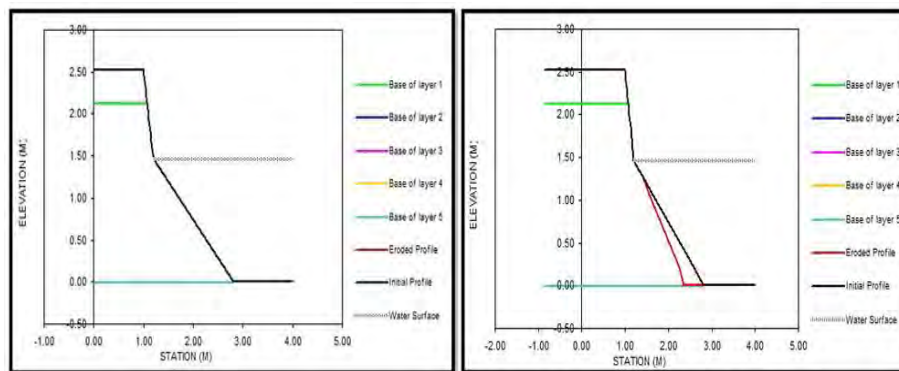 3.00
2.50
2.00
1.50
1.00
0.50
0.00
-0.50
ELEVATION (M)
-1.00 0.00 1.00 2.00 3.00 4.00 5.00
STATION (M)
Base of layer 1
Base of layer 2
Base of layer 3
Base of layer 4
Base of layer 5
Eroded Profile
Initial Profile
Water Surface
3.00
2.50
2.00
1.50
1.00
0.50
0.00
-0.50
ELEVATION (M)
-2.00 -1.00 0.00 1.00 2.00 3.00 4.00 5.00
STATION (M)
Base of layer 1
Base of layer 2
Base of layer 3
Base of layer 4
Base of layer 5
Eroded Profile
Initial Profile
Water Surface